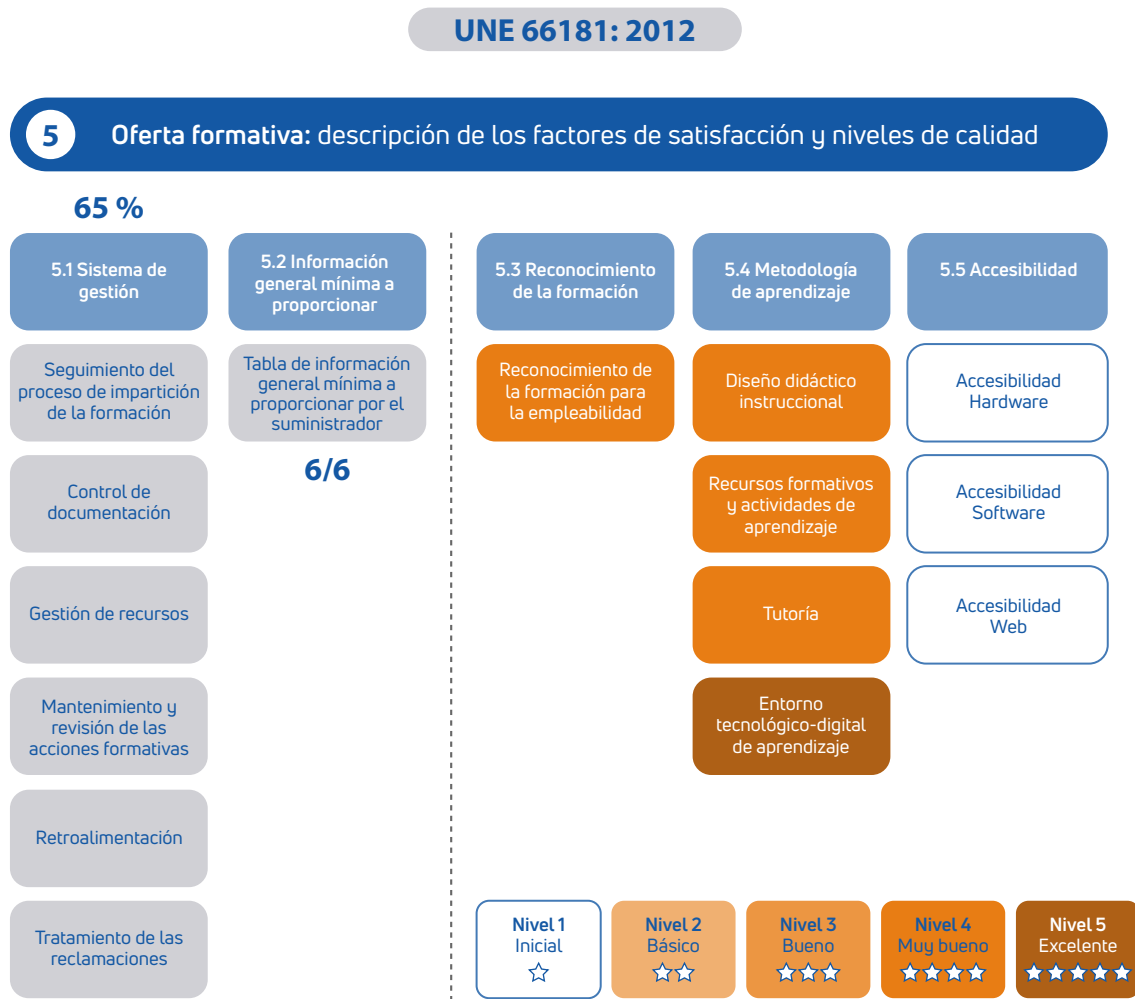 UNE 66181: 2012
5
Oferta formativa: descripción de los factores de satisfacción y niveles de calidad
65 %
5.1 Sistema de
gestión
Seguimiento del
proceso de impartición
de la formación
Control de
documentación
Gestión de recursos
Mantenimiento y
revisión de las
acciones formativas
Retroalimentación
Tratamiento de las
reclamaciones
5.2 Información
general mínima a
proporcionar
Tabla de información
general mínima a
proporcionar por el
suministrador
6/6
5.3 Reconocimiento
de la formación
Reconocimiento de
la formación para
la empleabilidad
5.4 Metodología
de aprendizaje
Diseño didáctico
instruccional
Recursos formativos
y actividades de
aprendizaje
Tutoría
Entorno
tecnológico-digital
de aprendizaje
5.5 Accesibilidad
Accesibilidad
Hardware
Accesibilidad
Software
Accesibilidad
Web
Nivel 1
Inicial
Nivel 2
Básico
Nivel 3
Bueno
Nivel 4
Muy bueno
Nivel 5
Excelente